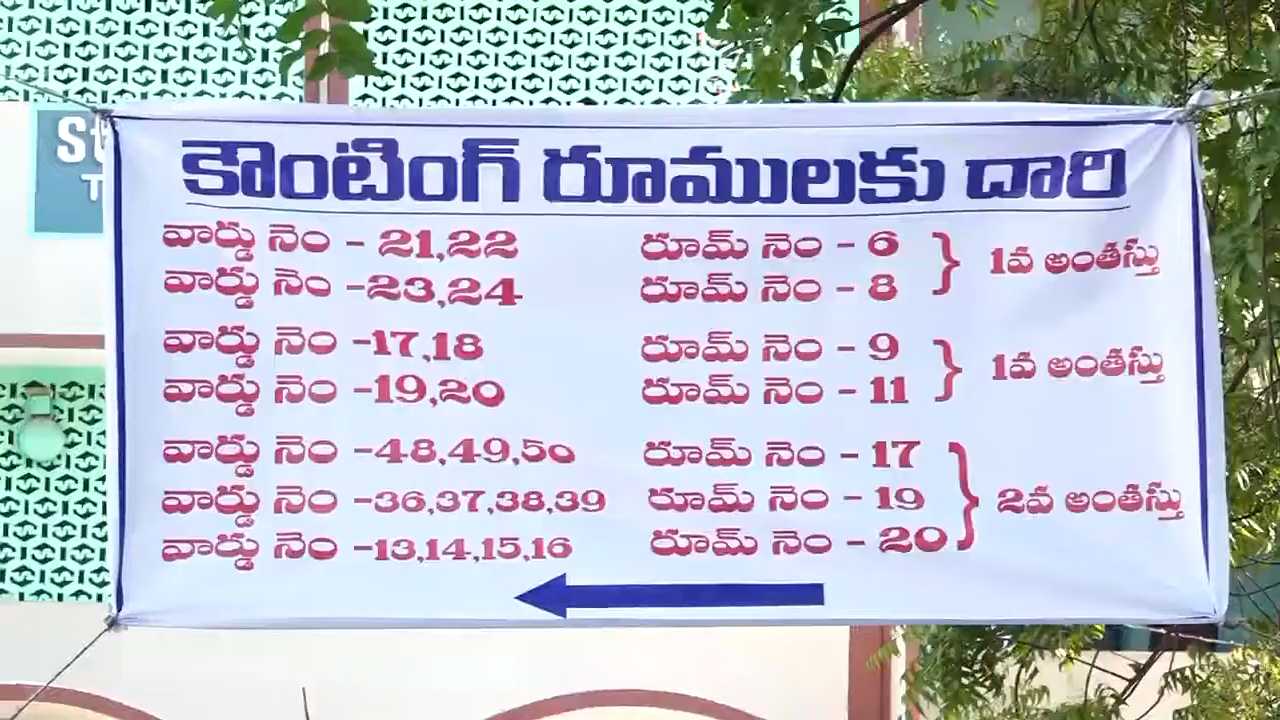 కౌంటింగ్ రూములకు దారి
వార్డు నెం - 21,22 రూమ్ నెం - 6 } 1వ అంతస్తు
వార్డు నెం -23,24 రూమ్ నెం - 8
వార్డు నెం -17,18 రూమ్ నెం - 9 } 1వ అంతస్తు
వార్డు నెం -19,20 రూమ్ నెం - 11
వార్డు నెం -48,49,50 రూమ్ నెం - 17
వార్డు నెం -36,37,38,39 రూమ్ నెం - 19 } 2వ అంతస్తు
వార్డు నెం -13,14,15,16 రూమ్ నెం - 20